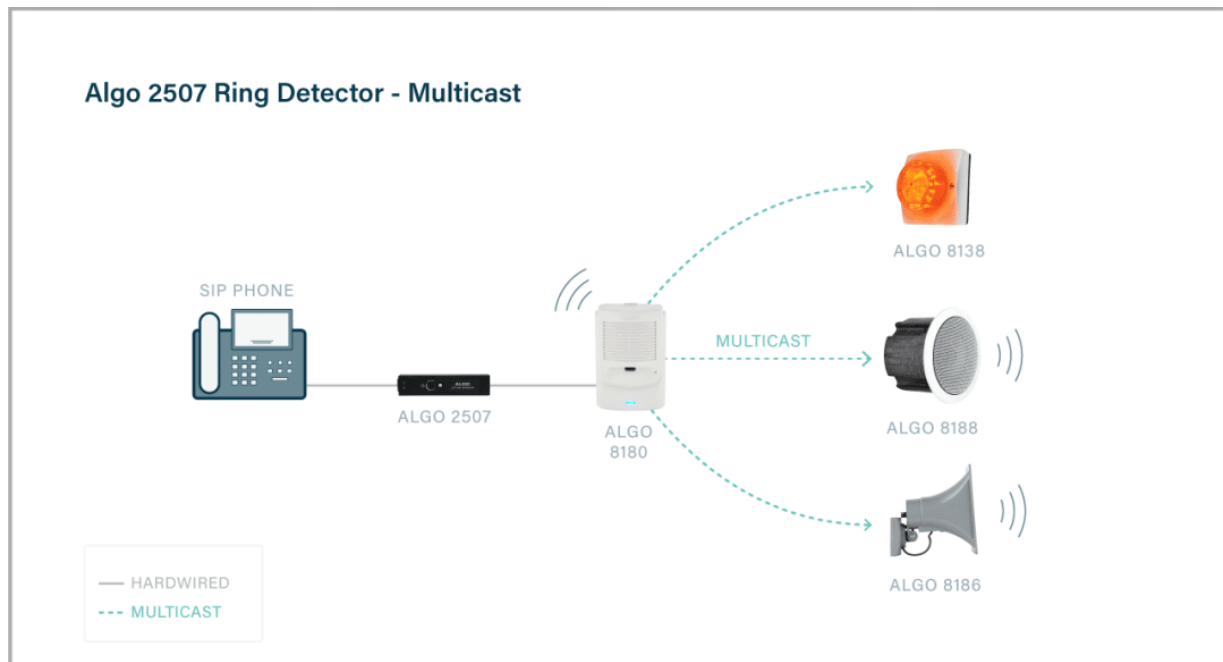 Algo 2507 Ring Detector - Multicast
ALGO 8138
SIP PHONE
MULTICAST
ALGO
ALGO 2507
ALGO 8188
ALGO
8180
ALGO 8186
HARDWIRED
MULTICAST